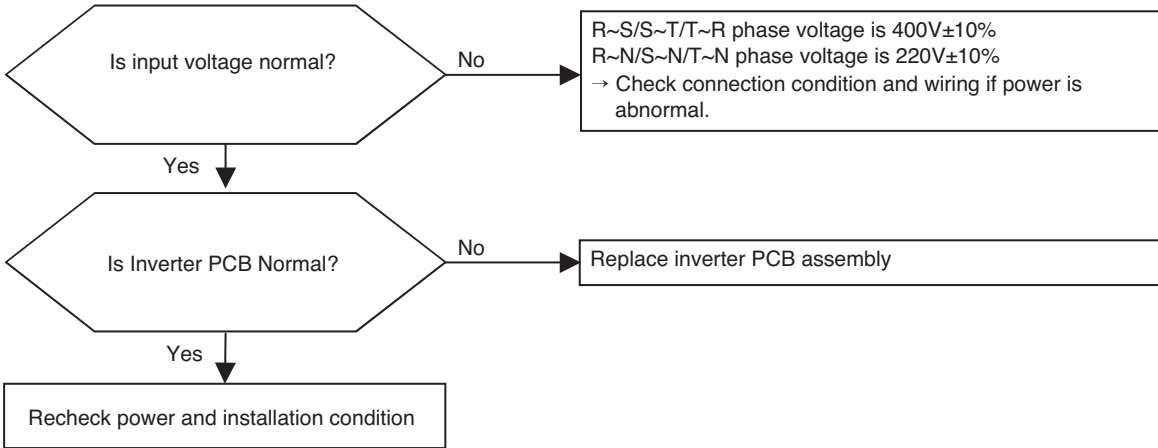 Is input voltage normal?
No
R~S/S~T/T~R phase voltage is 400V±10%
R~N/S~N/T~N phase voltage is 220V±10%
→ Check connection condition and wiring if power is
abnormal.
Yes
Is Inverter PCB Normal?
No
Replace inverter PCB assembly
Yes
Recheck power and installation condition